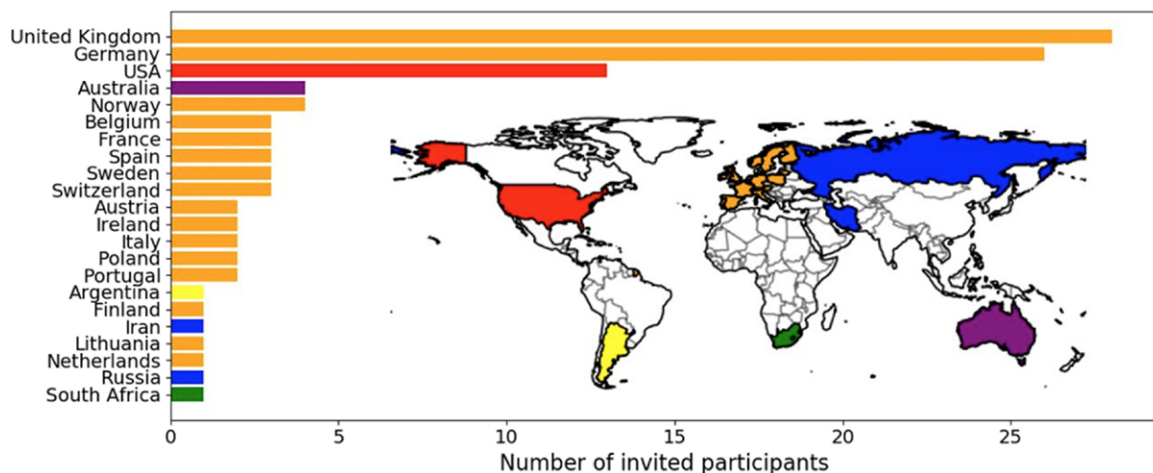 United Kingdom
Germany
USA
Australia
Norway
Belgium
France
Spain
Sweden
Switzerland
Austria
Ireland
Italy
Poland
Portugal
Argentina
Finland
Iran
Lithuania
Netherlands
Russia
South Africa
0 5 10 15 20 25
Number of invited participants